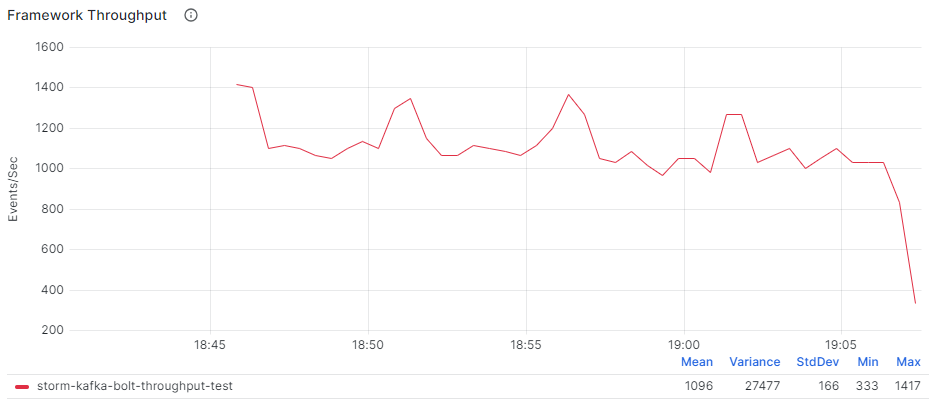 Framework Throughput
1600
1400
1200
1000
800
600
400
200
Events/Sec
18:45 18:50 18:55 19:00 19:05
Mean Variance StdDev Min Max
storm-kafka-bolt-throughput-test 1096 27477 166 333 1417